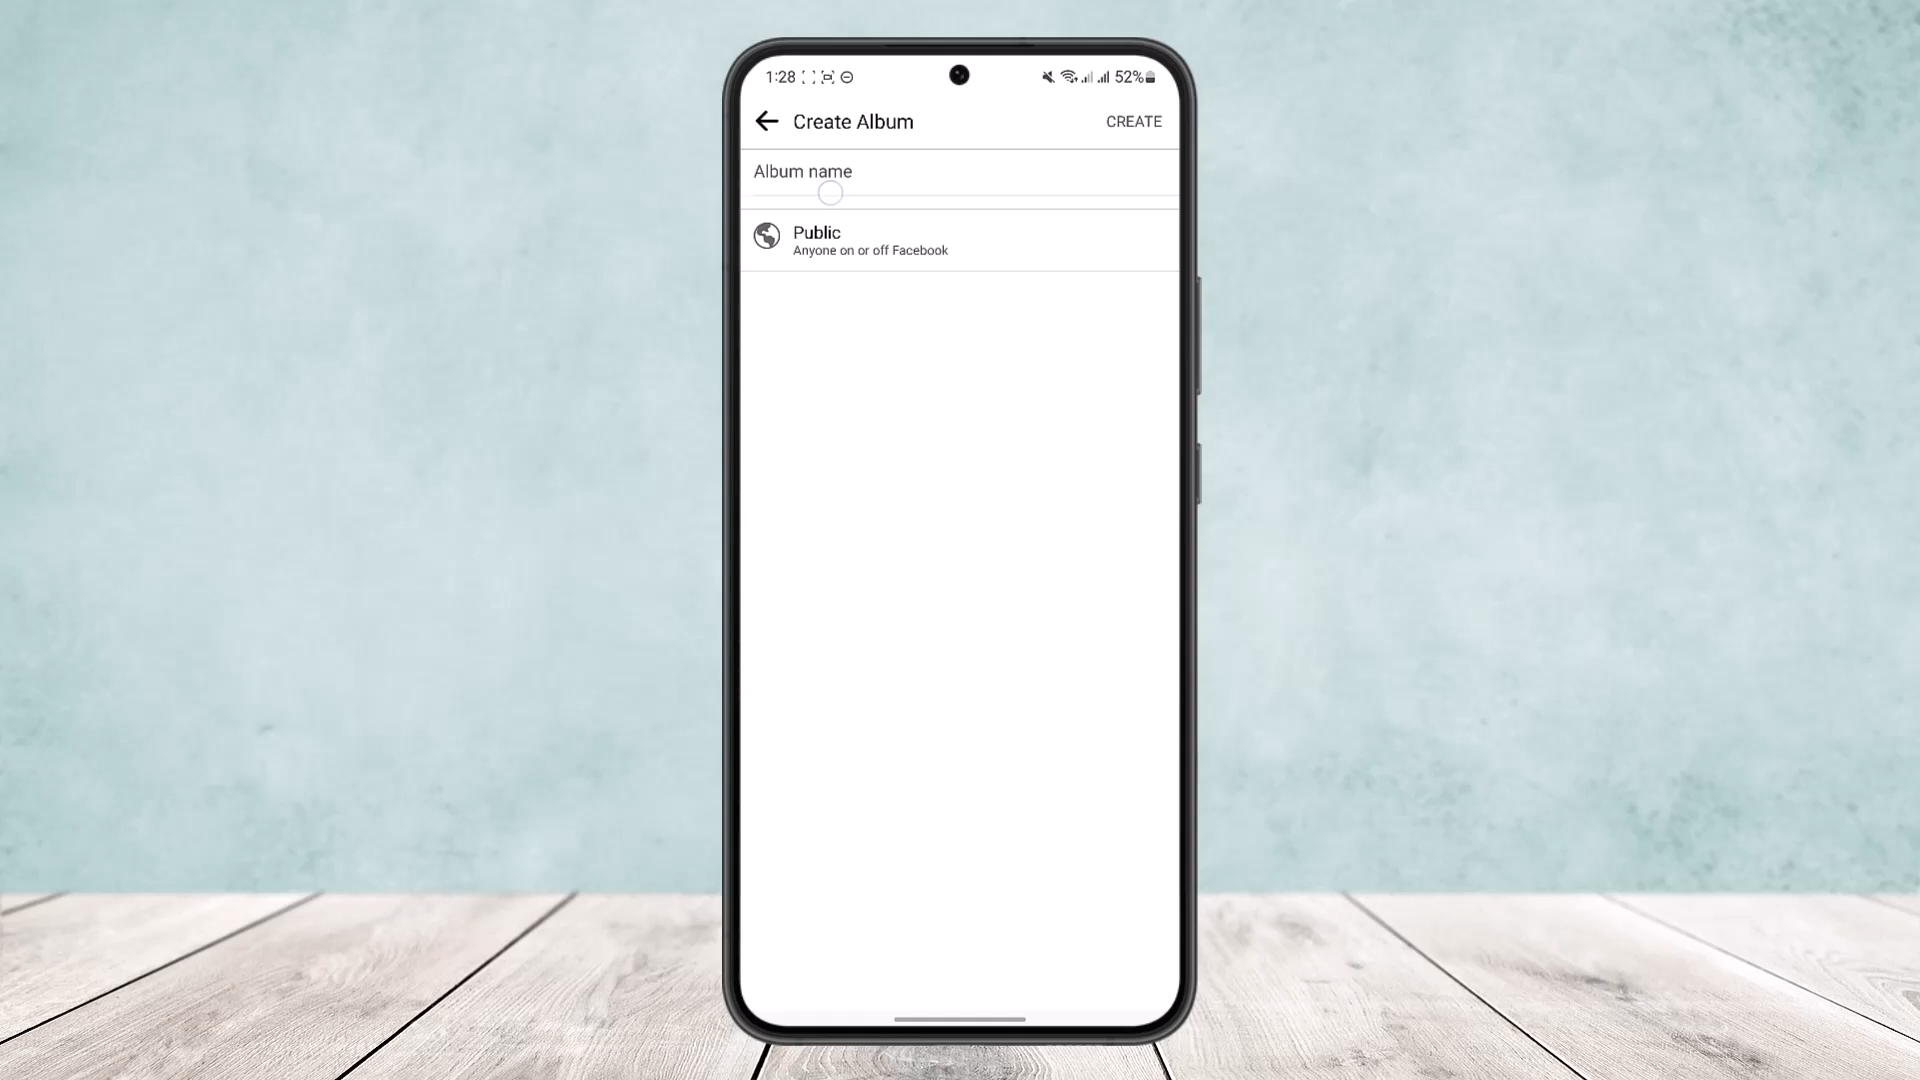 1:28 52%
Create Album CREATE
Album name
Public
Anyone on or off Facebook